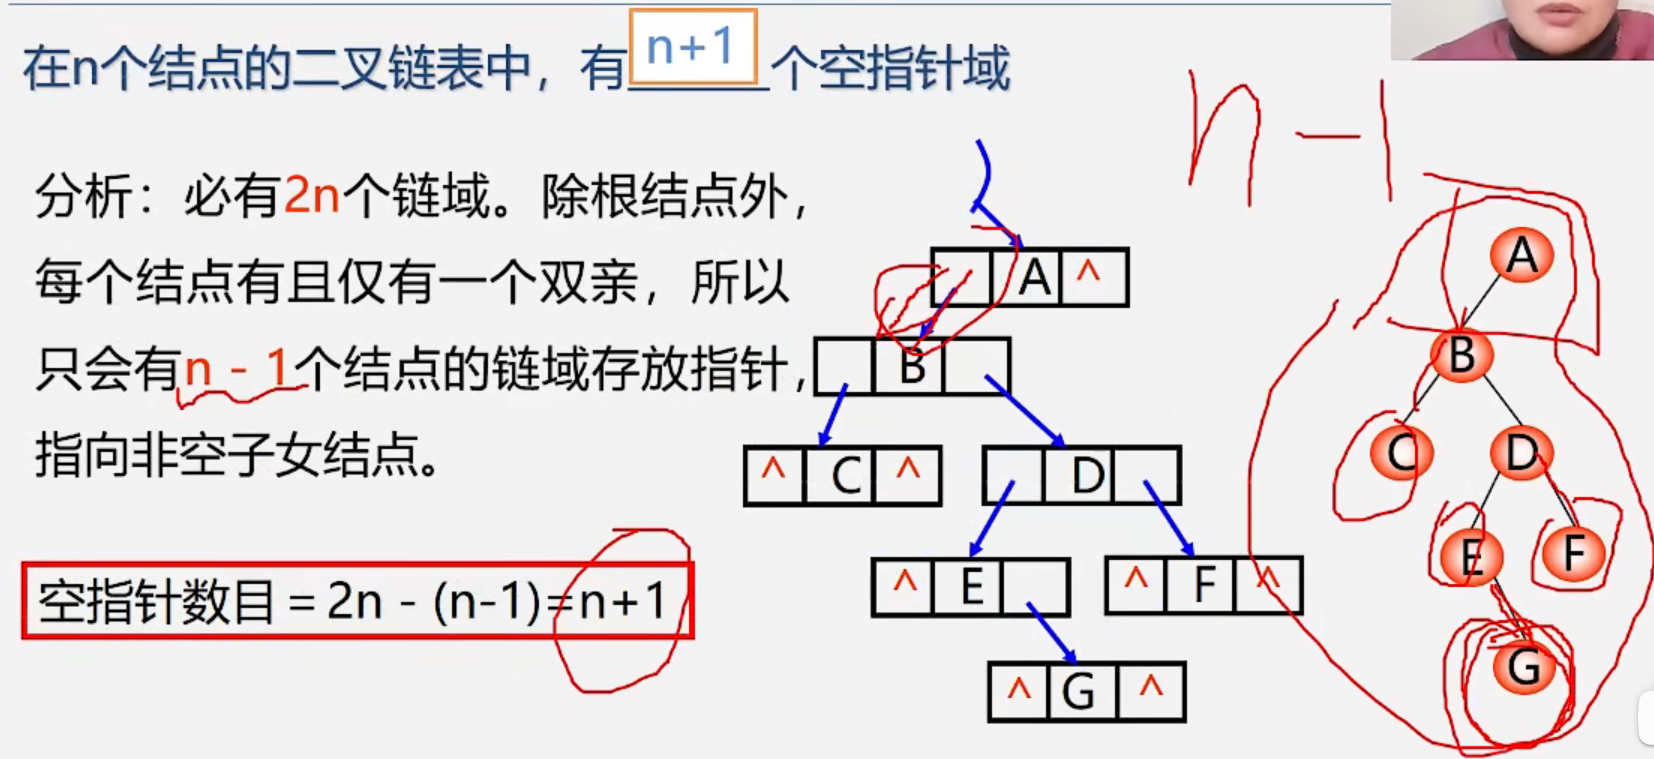 在n个结点的二叉链表中，有 n+1 个空指针域
n-1
分析：必有2n个链域。除根结点外，
每个结点有且仅有一个双亲，所以
只会有n - 1个结点的链域存放指针，
指向非空子女结点。
空指针数目 = 2n - (n-1)=n+1
A ^
B
^ C ^
D
^ E
^ F ^
^ G ^
A
B
C D
E F
G